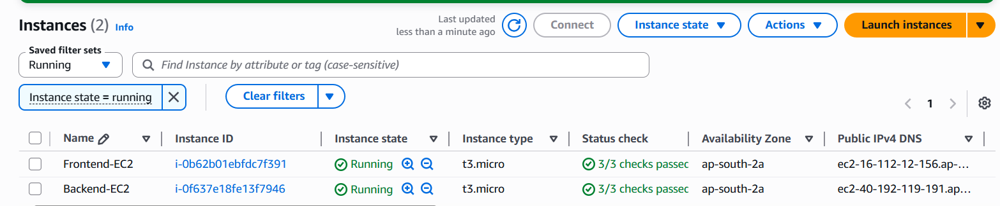 Instances (2) Info
Last updated
less than a minute ago
Connect
Instance state
Actions
Launch instances
Saved filter sets
Running
Find Instance by attribute or tag (case-sensitive)
Instance state = running
Clear filters
1
Name Instance ID Instance state Instance type Status check Availability Zone Public IPv4 DNS
Frontend-EC2 i-0b62b01ebfdc7f391 Running t3.micro 3/3 checks passec ap-south-2a ec2-16-112-12-156.ap-...
Backend-EC2 i-0f637e18fe13f7946 Running t3.micro 3/3 checks passec ap-south-2a ec2-40-192-119-191.ap...